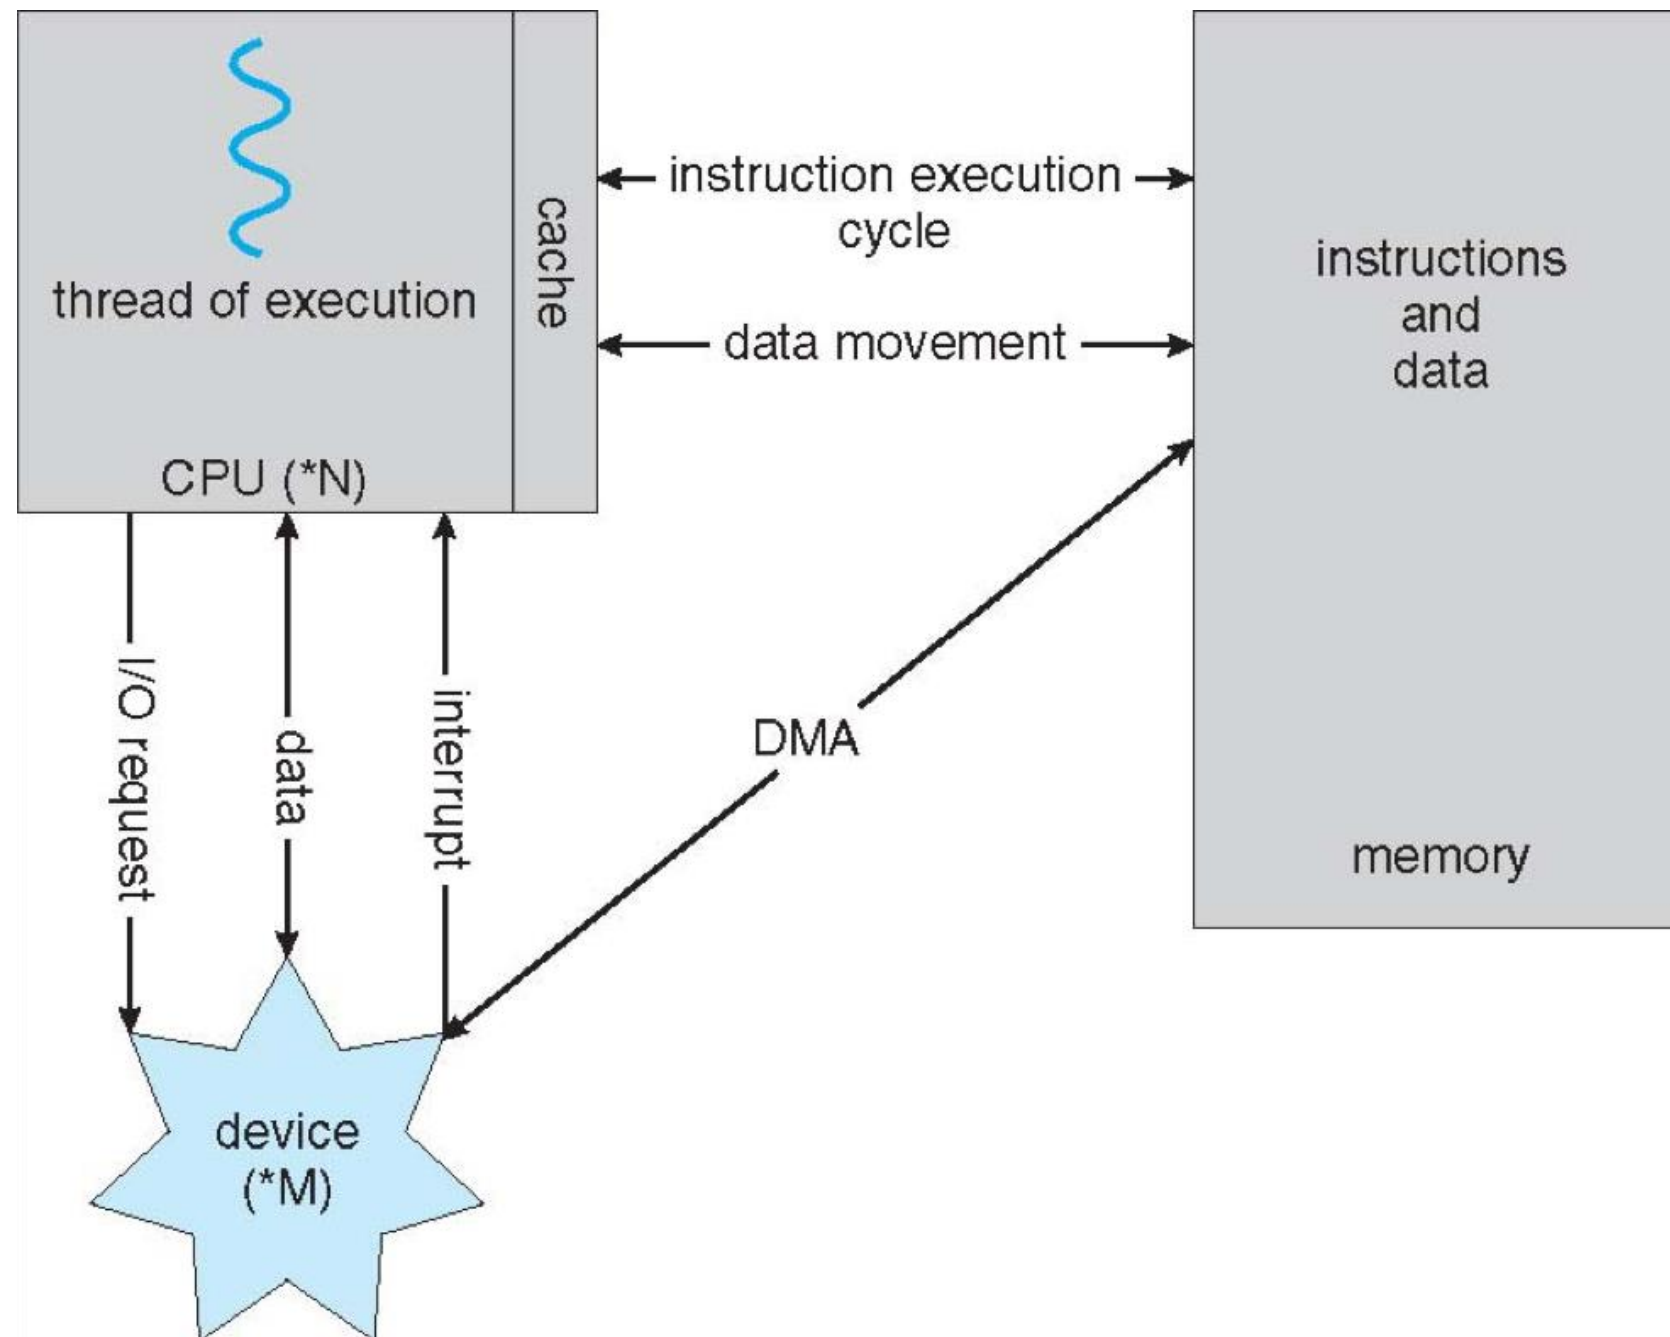 thread of execution
CPU (*N)
cache
instruction execution
cycle
data movement
instructions
and
data
memory
I/O request
data
interrupt
DMA
device
(*M)